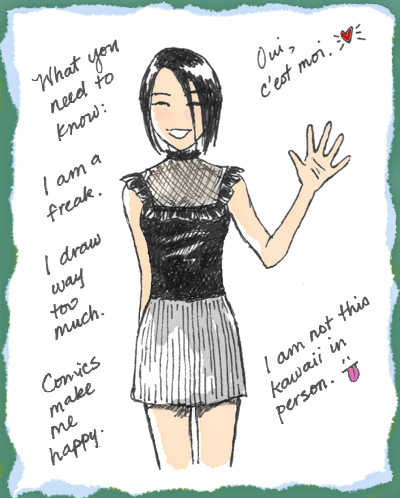 What you
need to
know:
I am a
freak.
I draw
way
too
much.
Comics
make
me
happy.
Oui,
c'est moi.
I am not this
kawaii in
person.